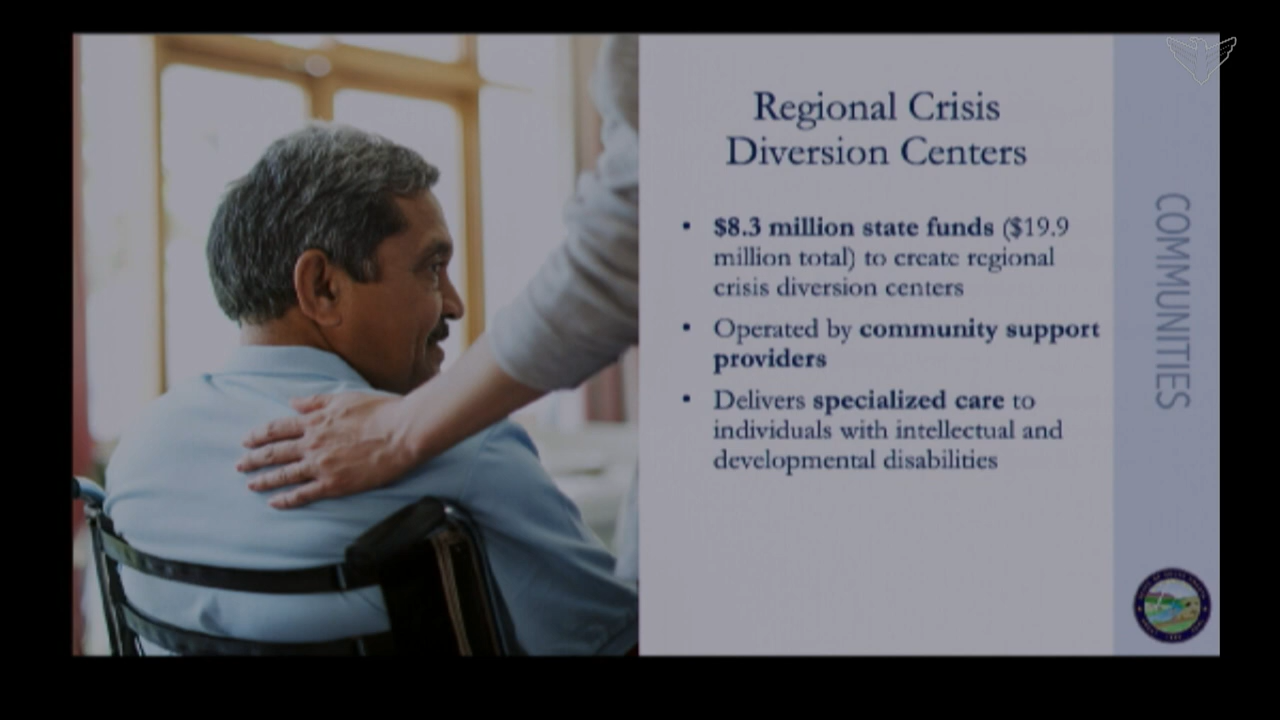 Regional Crisis
Diversion Centers
• $8.3 million state funds ($19.9
million total) to create regional
crisis diversion centers
• Operated by community support
providers
• Delivers specialized care to
individuals with intellectual and
developmental disabilities
COMMUNITIES